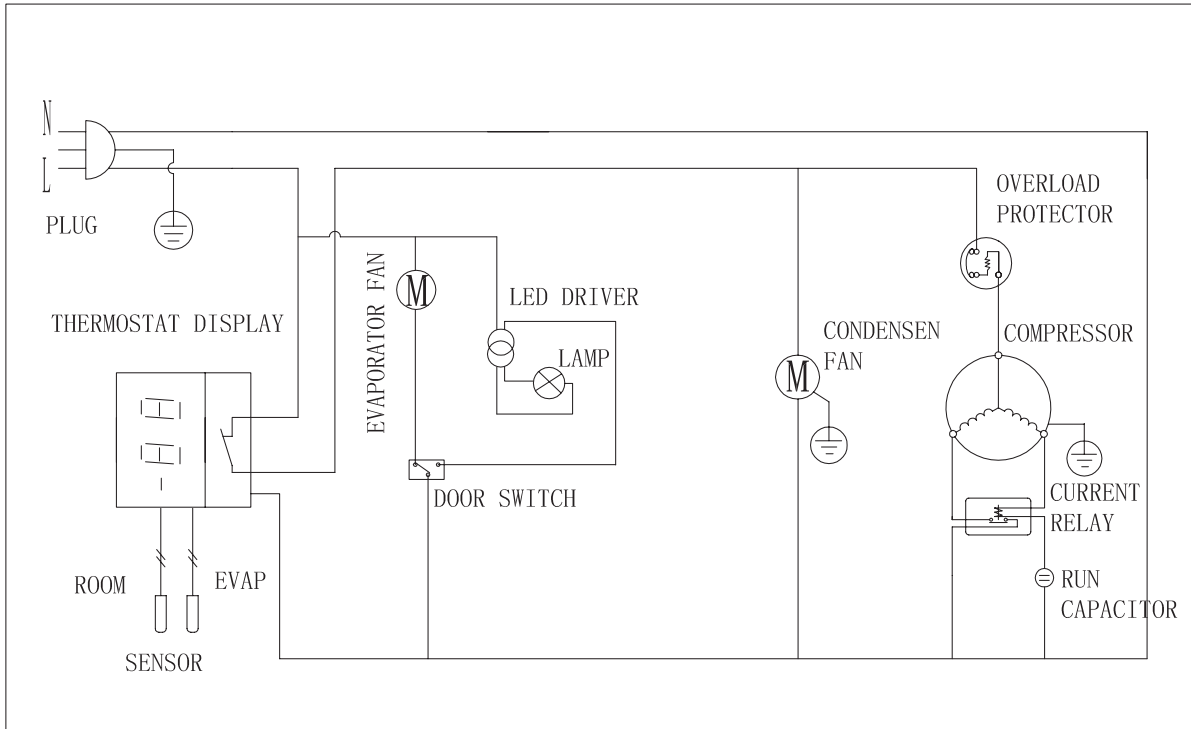 N
L
PLUG
OVERLOAD
PROTECTOR
EVAPORATOR FAN
M
LED DRIVER
THERMOSTAT DISPLAY
LAMP
M
CONDENSEN
FAN
COMPRESSOR
DOOR SWITCH
CURRENT
RELAY
ROOM
EVAP
RUN
CAPACITOR
SENSOR